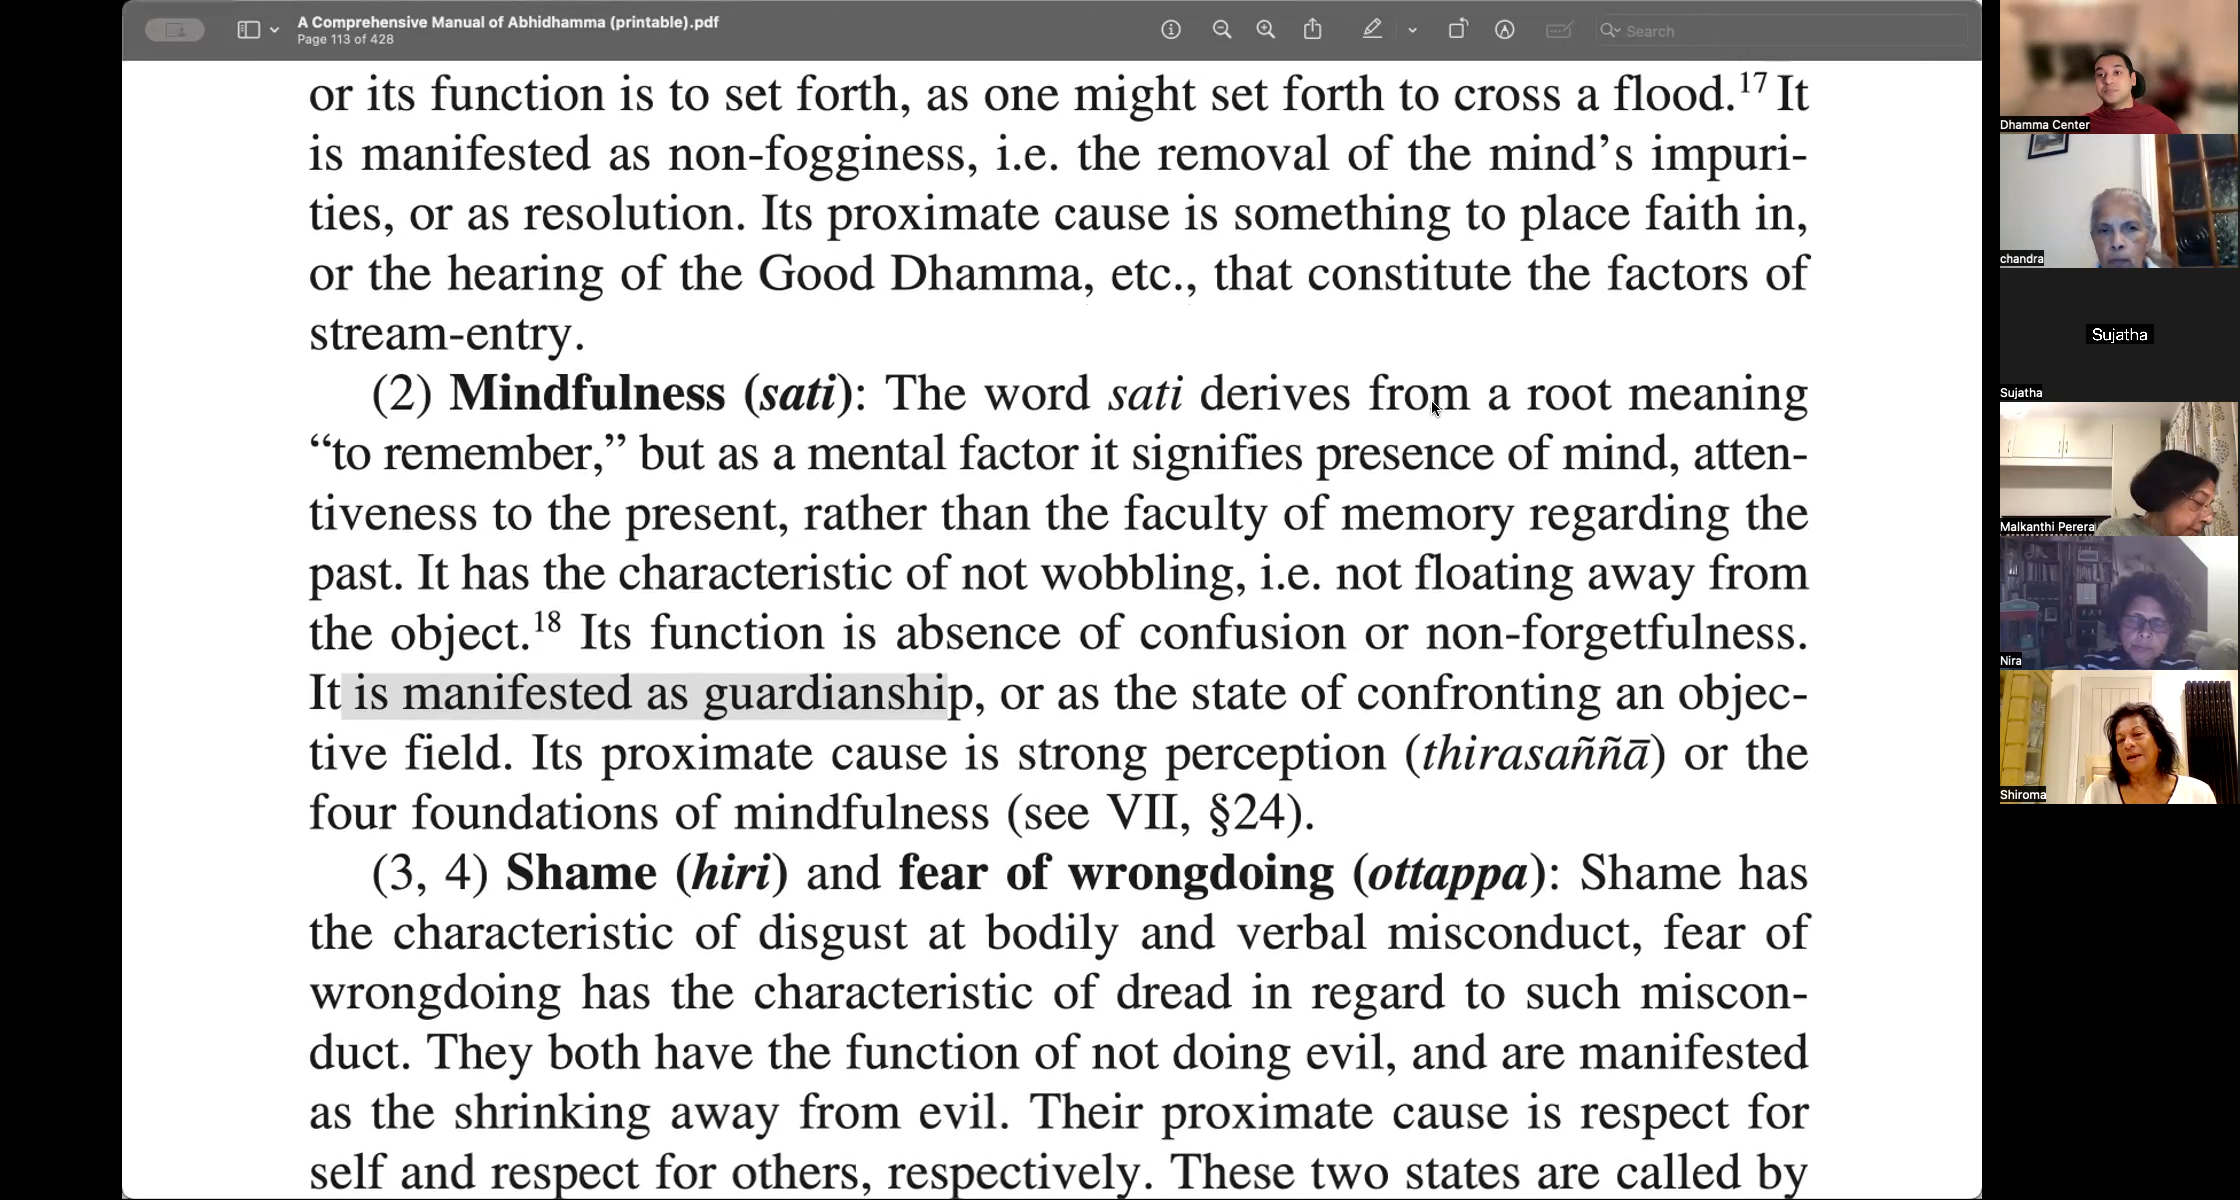 A Comprehensive Manual of Abhidhamma (printable).pdf
Page 113 of 428
Search
or its function is to set forth, as one might set forth to cross a flood.17 It
is manifested as non-fogginess, i.e. the removal of the mind’s impuri-
ties, or as resolution. Its proximate cause is something to place faith in,
or the hearing of the Good Dhamma, etc., that constitute the factors of
stream-entry.
(2) Mindfulness (sati): The word sati derives from a root meaning
“to remember,” but as a mental factor it signifies presence of mind, atten-
tiveness to the present, rather than the faculty of memory regarding the
past. It has the characteristic of not wobbling, i.e. not floating away from
the object.18 Its function is absence of confusion or non-forgetfulness.
It is manifested as guardianship, or as the state of confronting an objec-
tive field. Its proximate cause is strong perception (thirasaññā) or the
four foundations of mindfulness (see VII, §24).
(3, 4) Shame (hiri) and fear of wrongdoing (ottappa): Shame has
the characteristic of disgust at bodily and verbal misconduct, fear of
wrongdoing has the characteristic of dread in regard to such miscon-
duct. They both have the function of not doing evil, and are manifested
as the shrinking away from evil. Their proximate cause is respect for
self and respect for others, respectively. These two states are called by
Dhamma Center
chandra
Sujatha
Sujatha
Malkanthi Perera
Nira
Shiroma